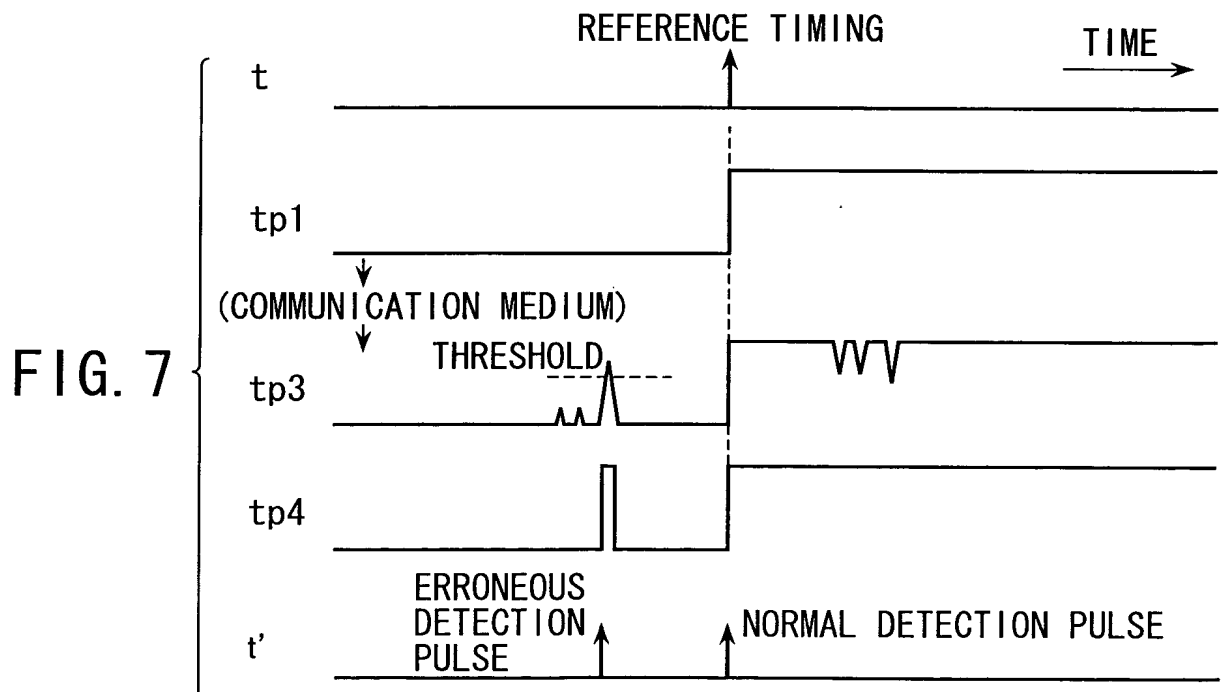 REFERENCE TIMING
TIME
t
tp1
(COMMUNICATION MEDIUM)
THRESHOLD
FIG. 7
tp3
tp4
ERRONEOUS
DETECTION
PULSE
NORMAL DETECTION PULSE
t'